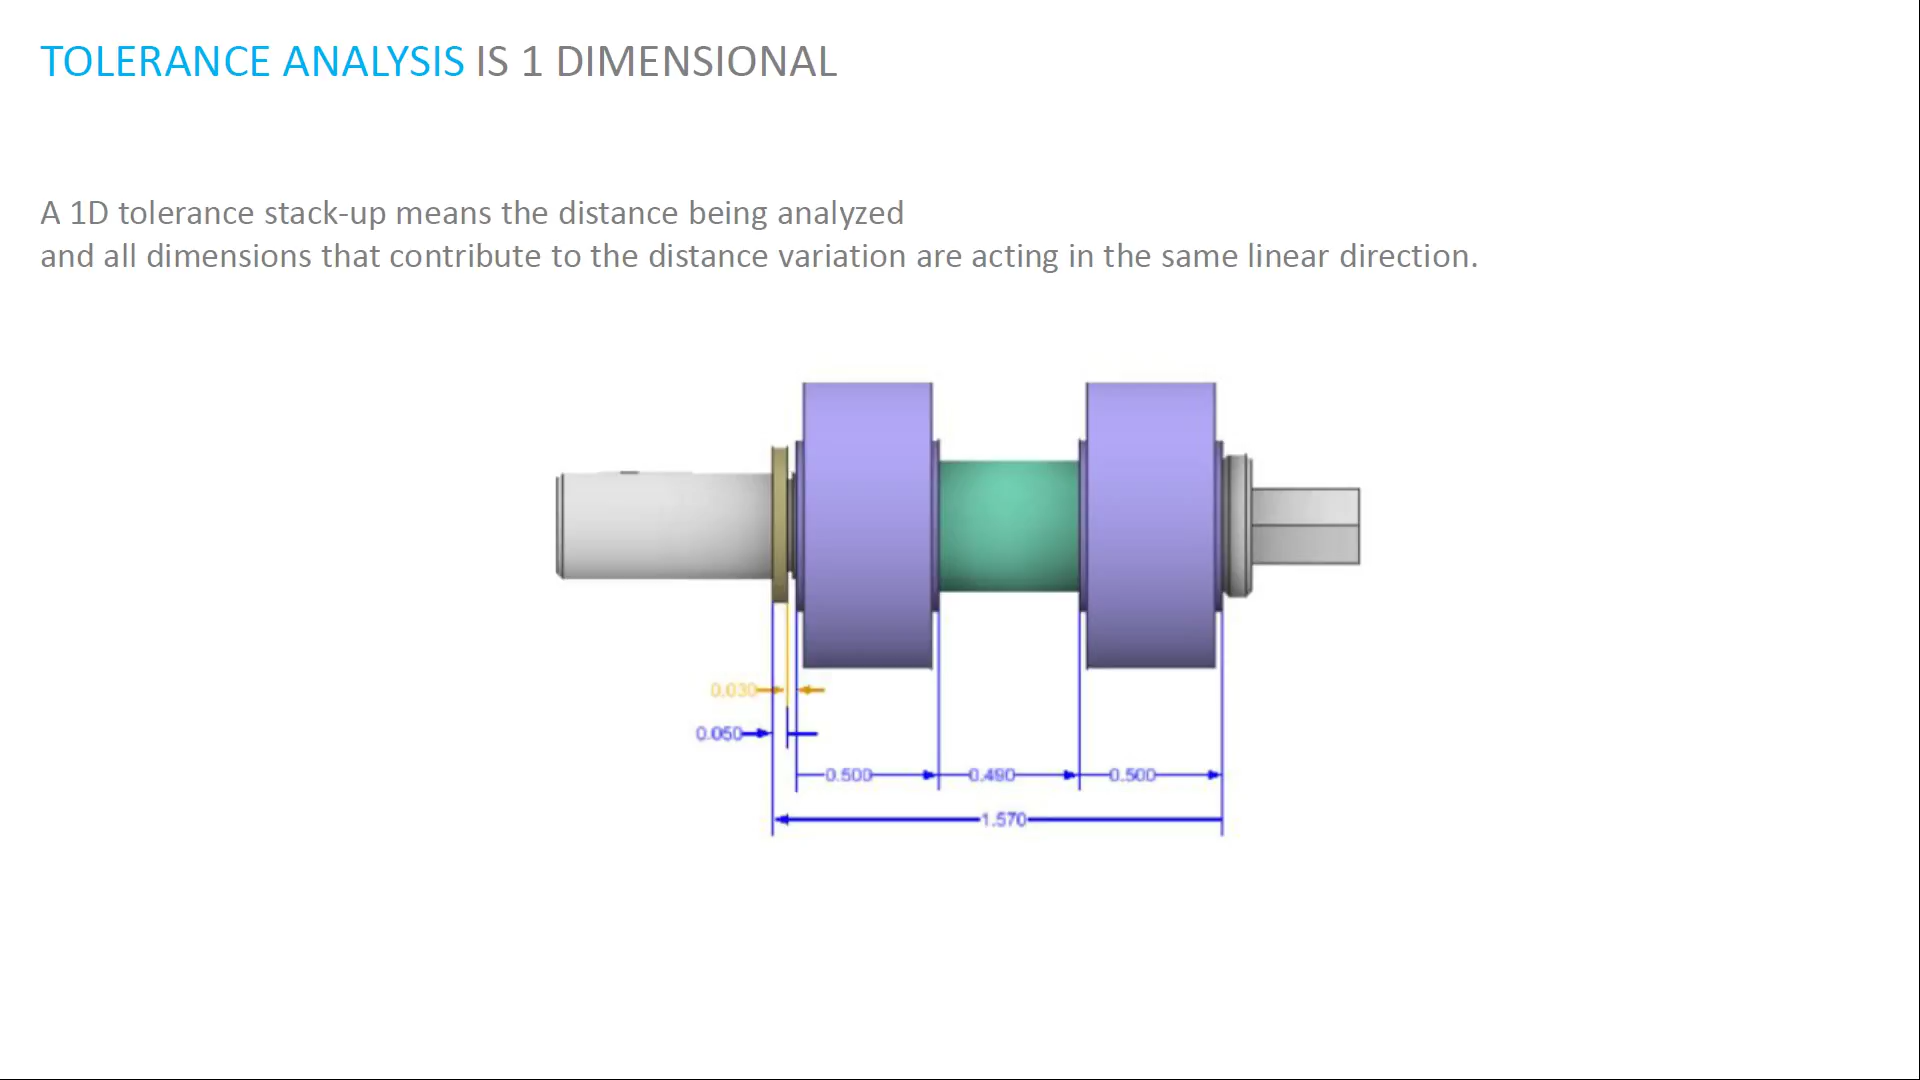 TOLERANCE ANALYSIS IS 1 DIMENSIONAL
A 1D tolerance stack-up means the distance being analyzed
and all dimensions that contribute to the distance variation are acting in the same linear direction.
0.030
0.050
0.500 0.490 0.500
1.570